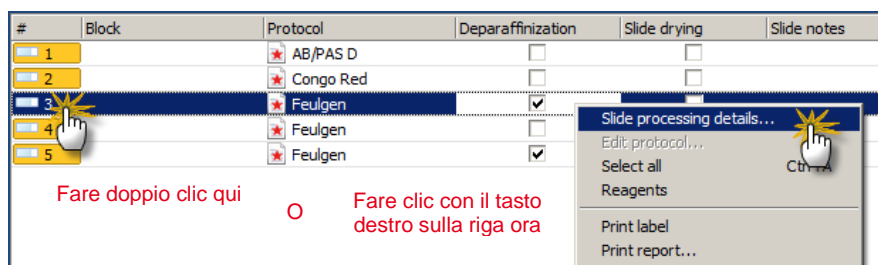 # Block Protocol Deparaffinization Slide drying Slide notes
1 AB/PAS D
2 Congo Red
3 Feulgen
4 Feulgen
5 Feulgen
Slide processing details...
Edit protocol...
Select all
Reagents
Print label
Print report...
Fare doppio clic qui
O
Fare clic con il tasto
destro sulla riga ora